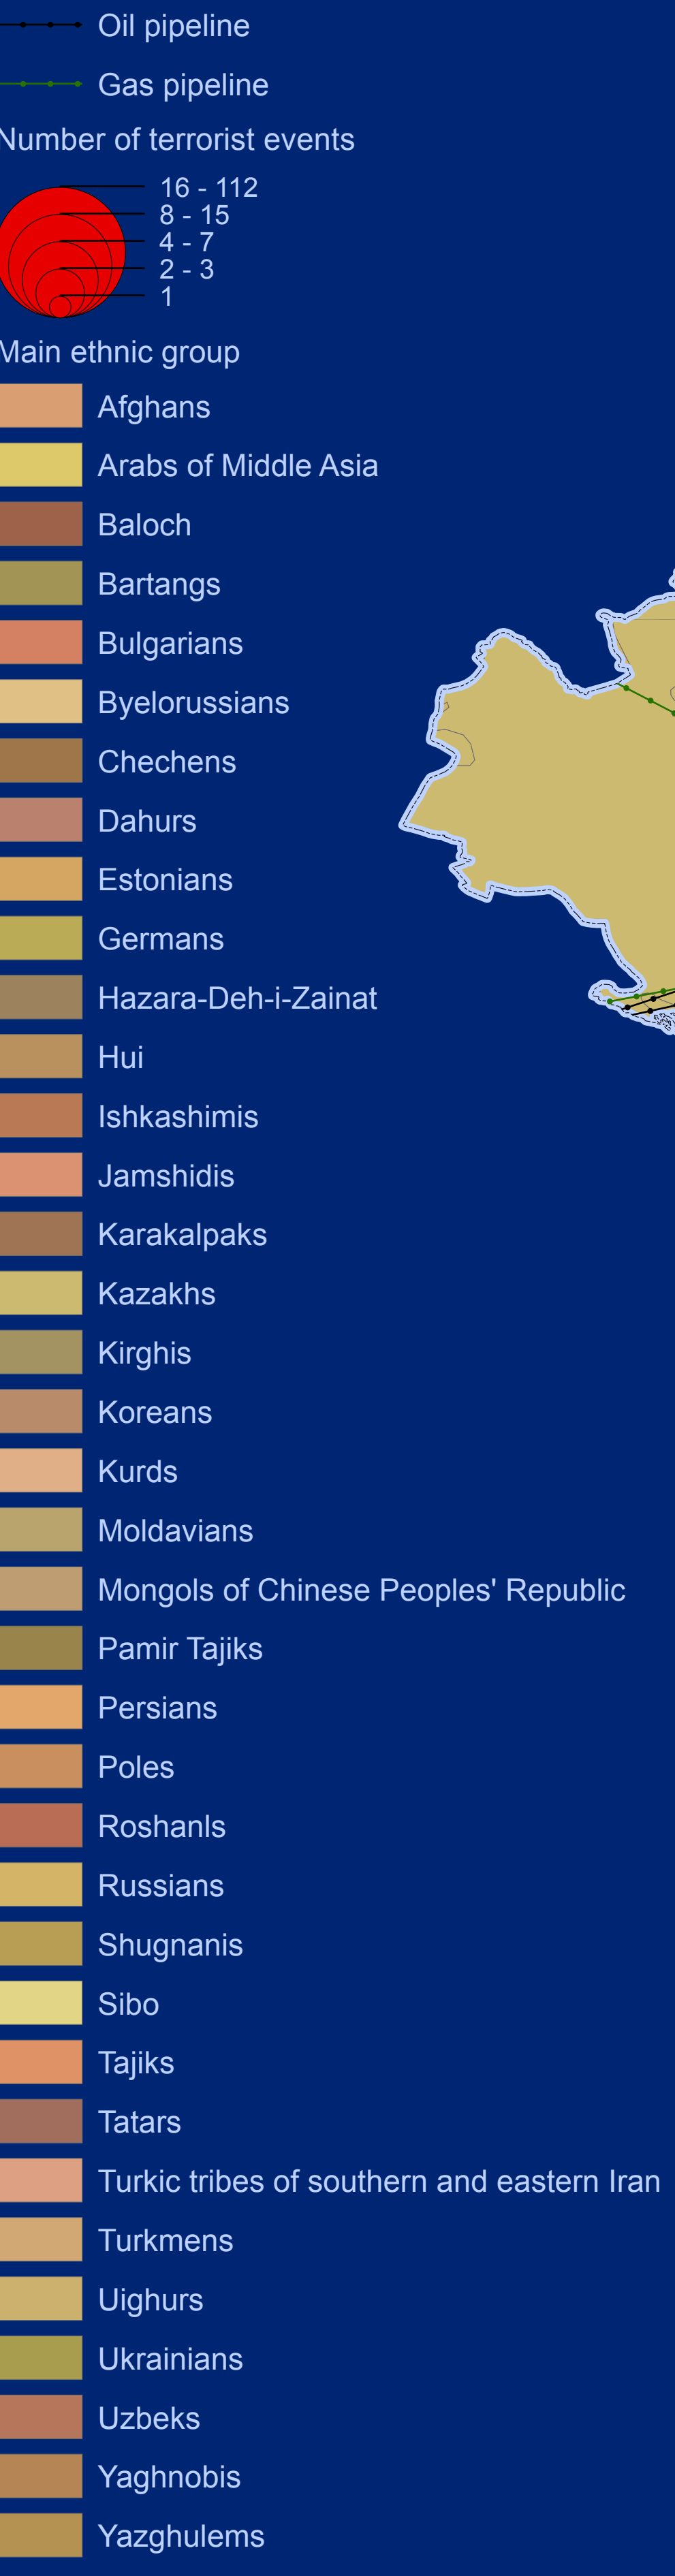 Oil pipeline
Gas pipeline
Number of terrorist events
16 - 112
8 - 15
4 - 7
2 - 3
1
Main ethnic group
Afghans
Arabs of Middle Asia
Baloch
Bartangs
Bulgarians
Byelorussians
Chechens
Dahurs
Estonians
Germans
Hazara-Deh-i-Zainat
Hui
Ishkashimis
Jamshidis
Karakalpaks
Kazakhs
Kirghis
Koreans
Kurds
Moldavians
Mongols of Chinese Peoples' Republic
Pamir Tajiks
Persians
Poles
Roshanls
Russians
Shugnanis
Sibo
Tajiks
Tatars
Turkic tribes of southern and eastern Iran
Turkmens
Uighurs
Ukrainians
Uzbeks
Yaghnobis
Yazghulems